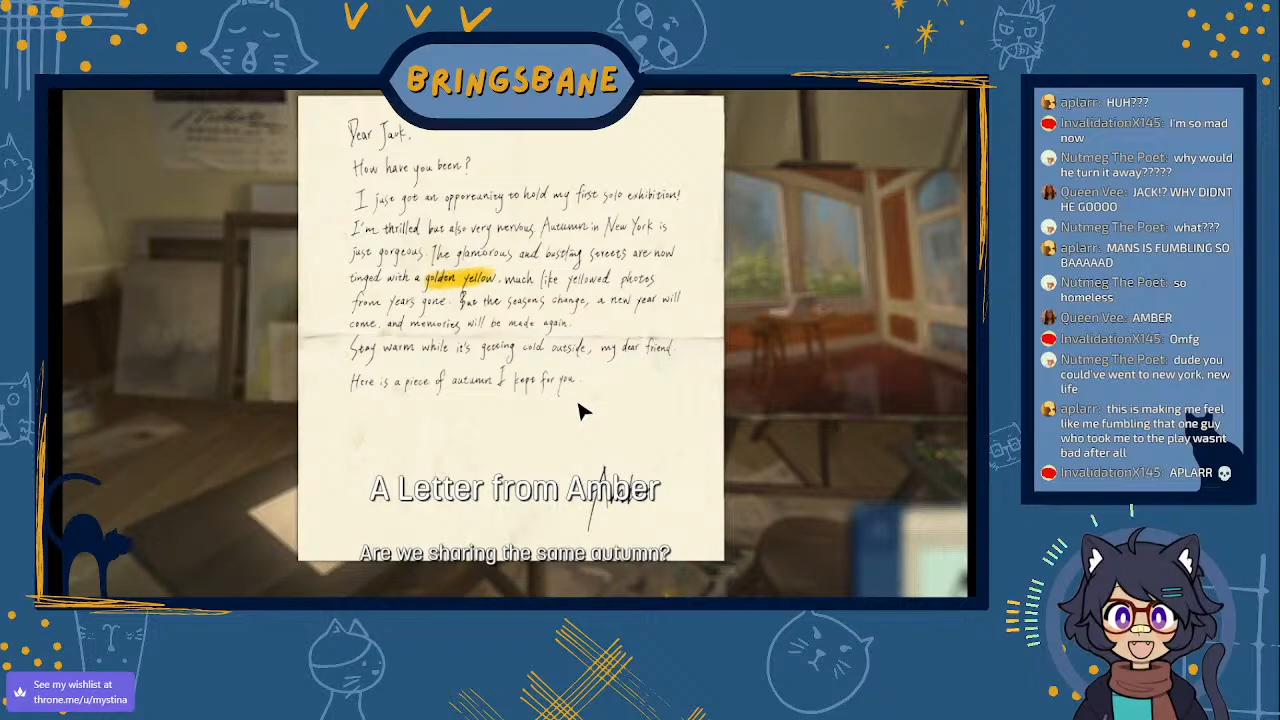 BRINGSBANE
Dear Jack,
How have you been?
I just got an opportunity to hold my first solo exhibition!
I'm thrilled but also very nervous. Autumn in New York is
just gorgeous. The glamorous and bustling streets are now
tinged with a golden yellow, much like yellowed photos
from years gone. But the seasons change, a new year will
come, and memories will be made again.
Stay warm while it's getting cold outside, my dear friend.
Here is a piece of autumn I kept for you.
A Letter from Amber
Are we sharing the same autumn?
aplarr: HUH???
InvalidationX145: I'm so mad
now
Nutmeg The Poet: why would
he turn it away?????
Queen Vee: JACK!? WHY DIDNT
HE GOOOO
Nutmeg The Poet: what???
aplarr: MANS IS FUMBLING SO
BAAAAAD
Nutmeg The Poet: so
homeless
Queen Vee: AMBER
InvalidationX145: Omfg
Nutmeg The Poet: dude you
could've went to new york, new
life
aplarr: this is making me feel
like me fumbling that one guy
who took me to the play wasnt
bad after all
InvalidationX145: APLARR 💀
See my wishlist at
throne.me/u/mystina